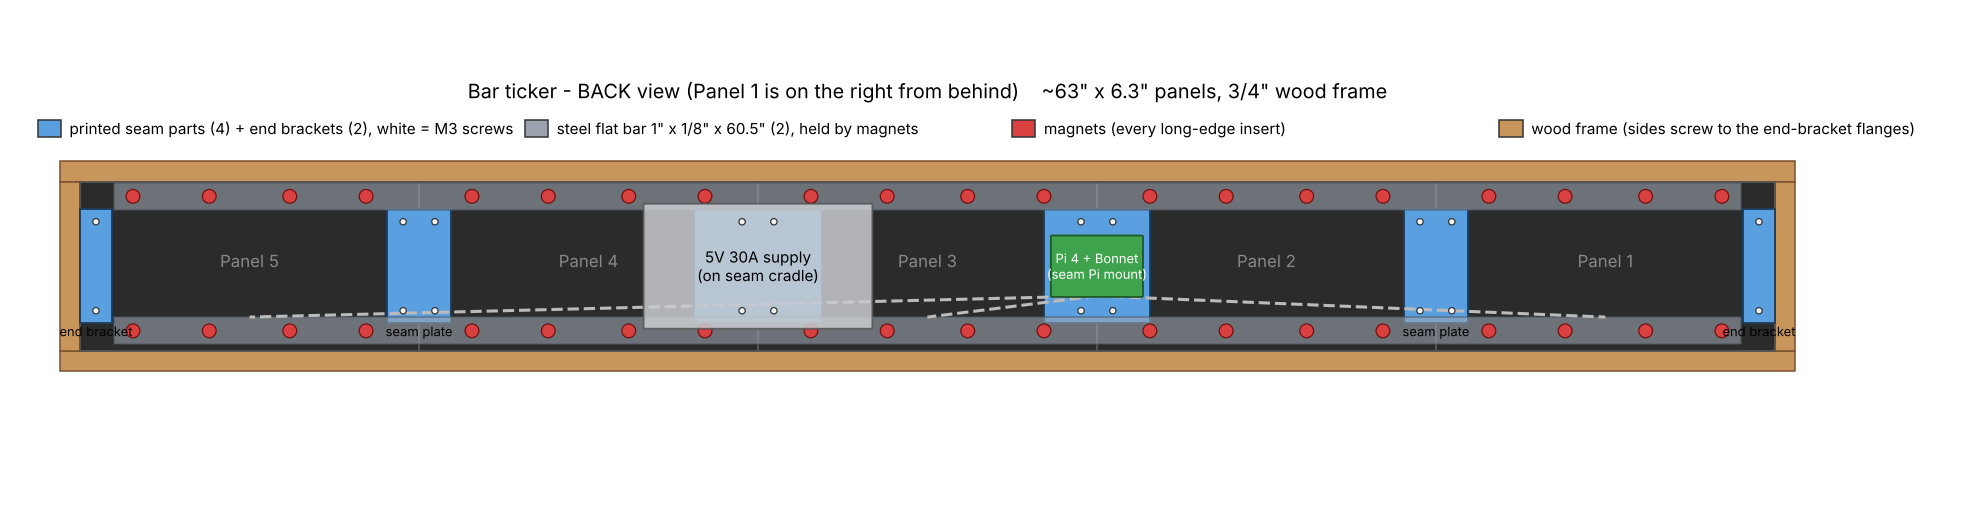 Bar ticker - BACK view (Panel 1 is on the right from behind)    ~63" x 6.3" panels, 3/4" wood frame
printed seam parts (4) + end brackets (2), white = M3 screws
steel flat bar 1" x 1/8" x 60.5" (2), held by magnets
magnets (every long-edge insert)
wood frame (sides screw to the end-bracket flanges)
Panel 5
Panel 4
5V 30A supply
(on seam cradle)
Panel 3
Pi 4 + Bonnet
(seam Pi mount)
Panel 2
Panel 1
end bracket
seam plate
seam plate
end bracket